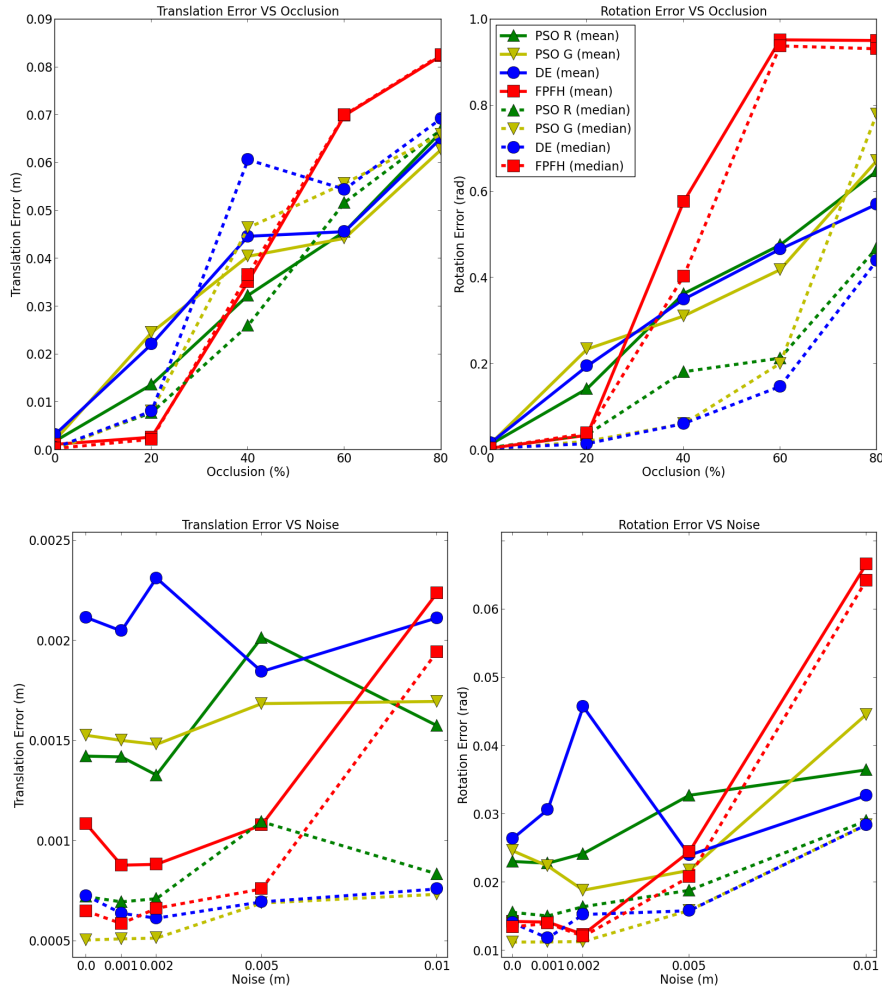 Translation Error VS Occlusion
0.09
0.08
0.07
0.06
0.05
0.04
0.03
0.02
0.01
0.0
Translation Error (m)
0
20
40
60
80
Occlusion (%)
Rotation Error VS Occlusion
1.0
0.8
0.6
0.4
0.2
0.0
Rotation Error (rad)
PSO R (mean)
PSO G (mean)
DE (mean)
FPFH (mean)
PSO R (median)
PSO G (median)
DE (median)
FPFH (median)
0
20
40
60
80
Occlusion (%)
Translation Error VS Noise
0.0025
0.002
0.0015
0.001
0.0005
Translation Error (m)
0.0
0.001
0.002
0.005
0.01
Noise (m)
Rotation Error VS Noise
0.06
0.05
0.04
0.03
0.02
0.01
Rotation Error (rad)
0.0
0.001
0.002
0.005
0.01
Noise (m)